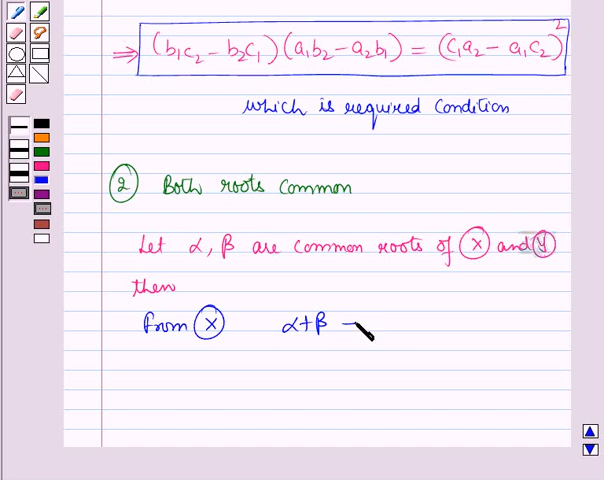 ⇒ (b₁c₂ − b₂c₁) (a₁b₂ − a₂b₁) = (c₁a₂ − a₁c₂)²
which is required condition
② Both roots common
Let α, β are common roots of Ⓧ and Ⓨ
then
From Ⓧ α+β −